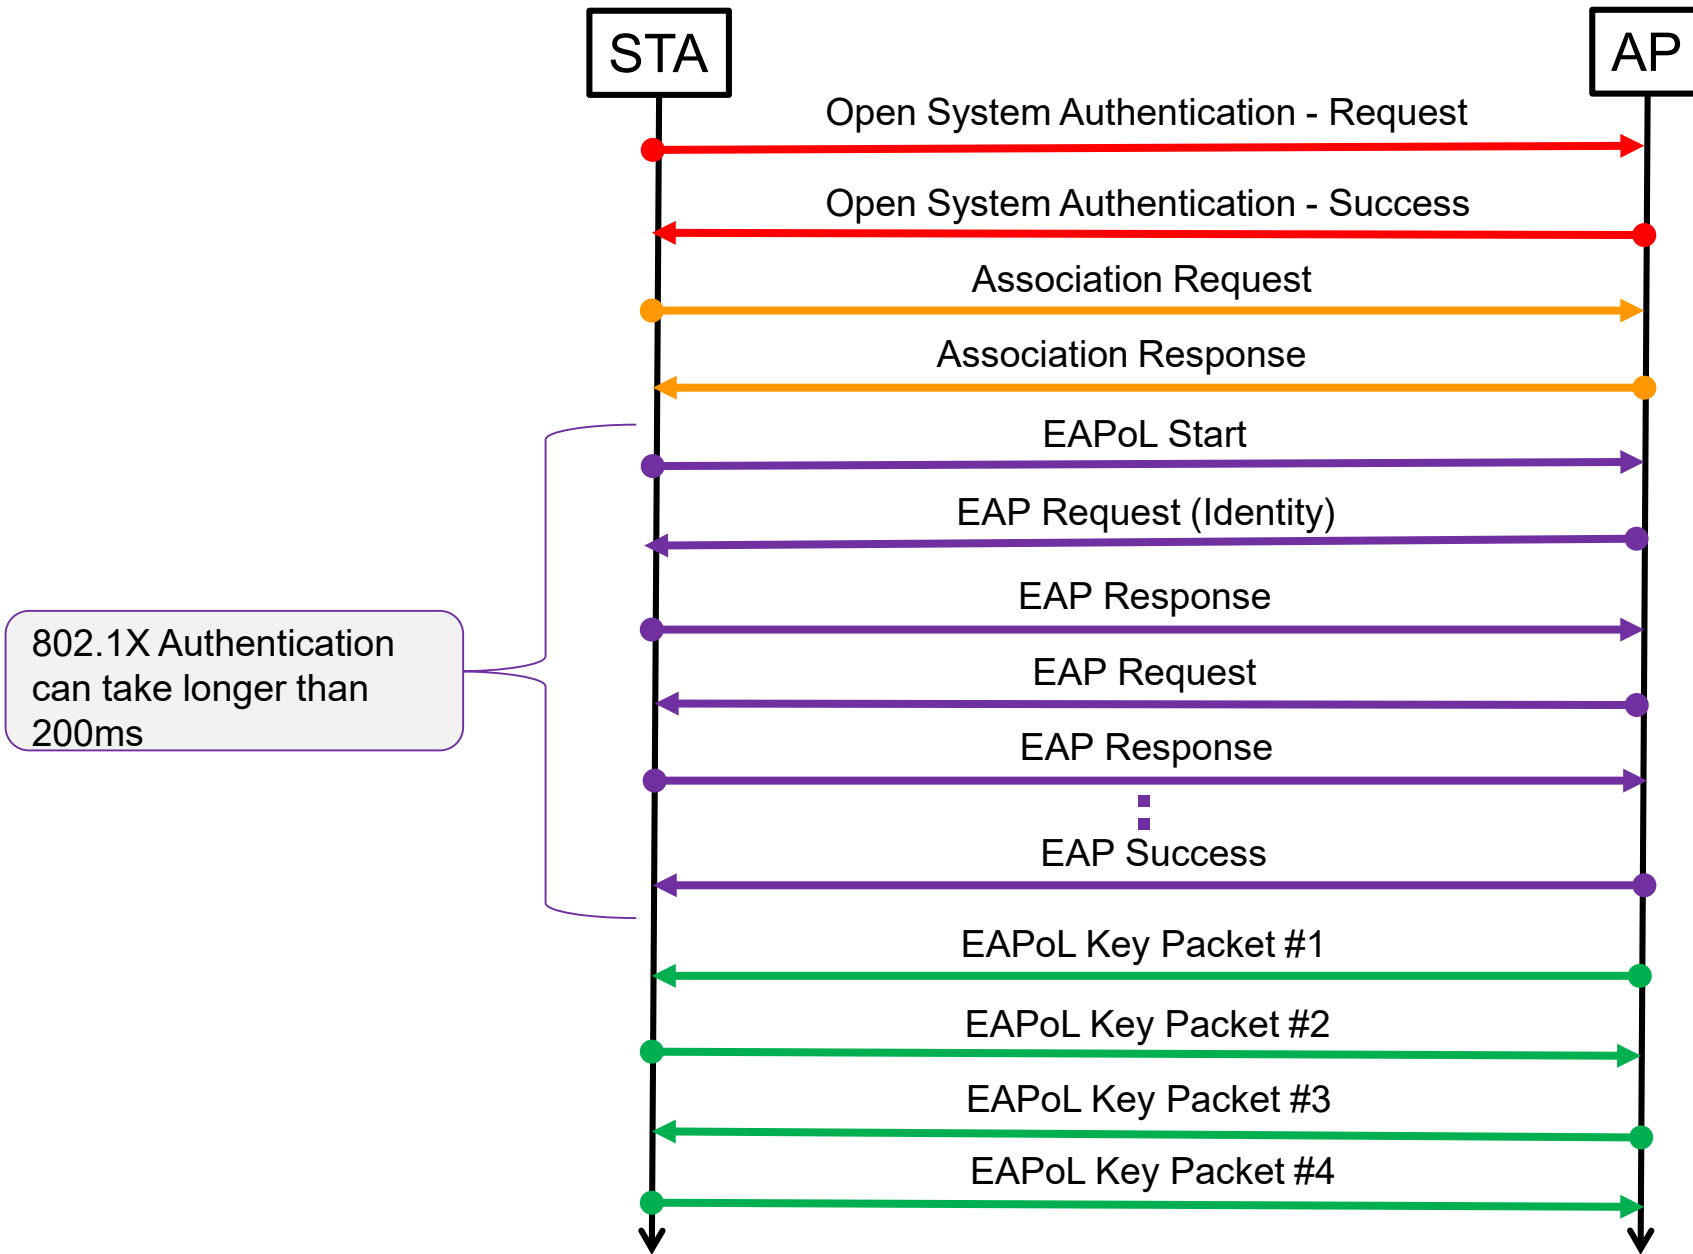 STA
AP
Open System Authentication - Request
Open System Authentication - Success
Association Request
Association Response
EAPoL Start
EAP Request (Identity)
EAP Response
EAP Request
EAP Response
EAP Success
802.1X Authentication
can take longer than
200ms
EAPoL Key Packet #1
EAPoL Key Packet #2
EAPoL Key Packet #3
EAPoL Key Packet #4